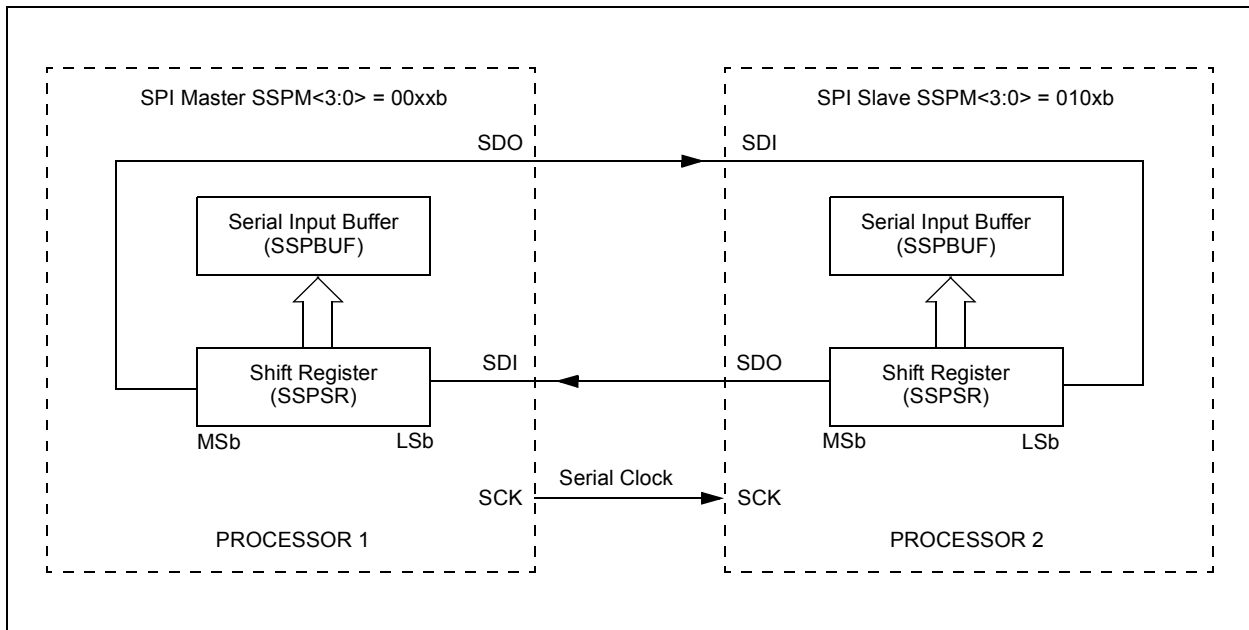 SPI Master SSPM<3:0> = 00xxb
SPI Slave SSPM<3:0> = 010xb
SDO
SDI
Serial Input Buffer
(SSPBUF)
Serial Input Buffer
(SSPBUF)
Shift Register
(SSPSR)
MSb
LSb
SDI
SDO
Shift Register
(SSPSR)
MSb
LSb
SCK
Serial Clock
SCK
PROCESSOR 1
PROCESSOR 2